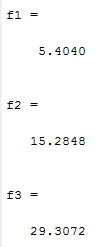 f1 =
5.4040
f2 =
15.2848
f3 =
29.3072